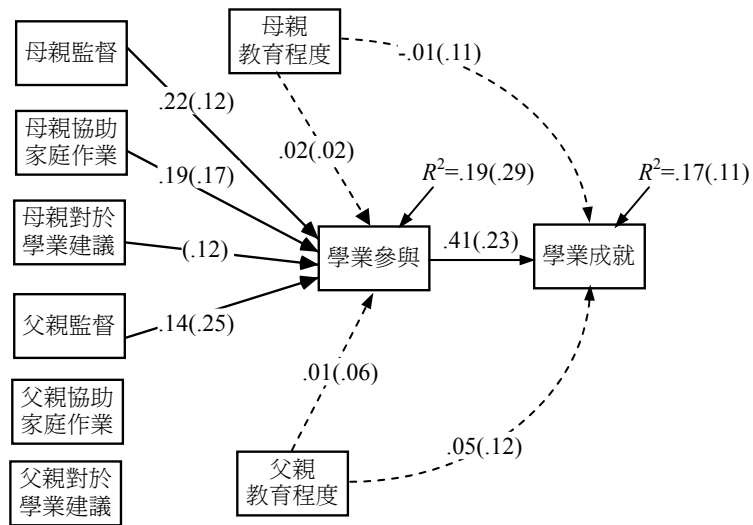 母親監督
母親協助
家庭作業
母親對於
學業建議
父親監督
父親協助
家庭作業
父親對於
學業建議
母親
教育程度
-.01(.11)
.22(.12)
.02(.02)
.19(.17)
R²=.19(.29)
R²=.17(.11)
(.12)
學業參與
.41(.23)
學業成就
.14(.25)
.01(.06)
.05(.12)
父親
教育程度